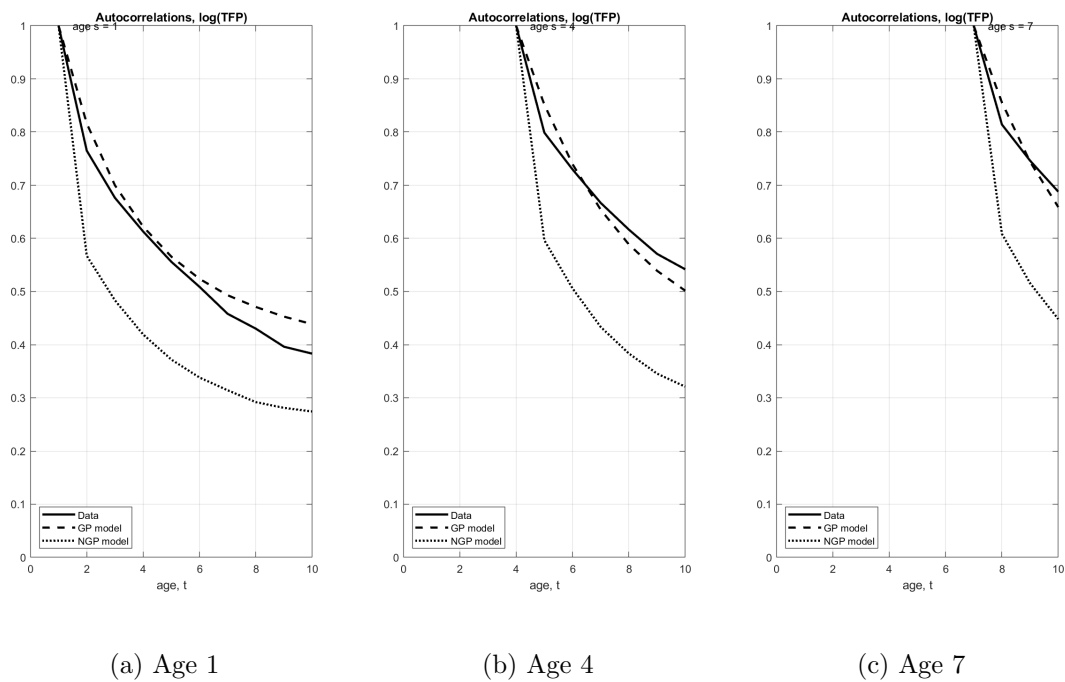 Autocorrelations, log(TFP)
age s = 1
1
0.9
0.8
0.7
0.6
0.5
0.4
0.3
0.2
0.1
0
Data
GP model
NGP model
0 2 4 6 8 10
age, t
(a) Age 1
Autocorrelations, log(TFP)
age s = 4
1
0.9
0.8
0.7
0.6
0.5
0.4
0.3
0.2
0.1
0
Data
GP model
NGP model
0 2 4 6 8 10
age, t
(b) Age 4
Autocorrelations, log(TFP)
age s = 7
1
0.9
0.8
0.7
0.6
0.5
0.4
0.3
0.2
0.1
0
Data
GP model
NGP model
0 2 4 6 8 10
age, t
(c) Age 7